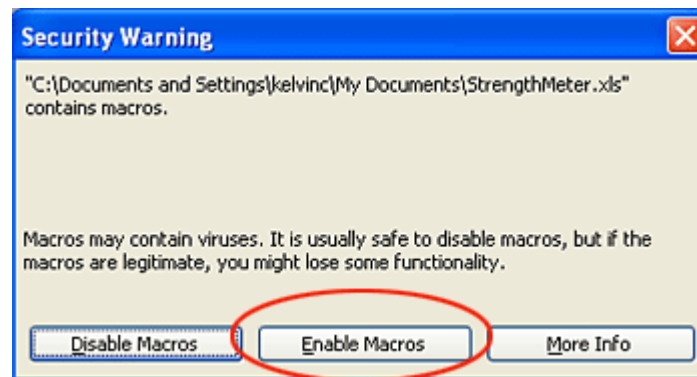 Security Warning
"C:\Documents and Settings\kelvinc\My Documents\StrengthMeter.xls"
contains macros.
Macros may contain viruses. It is usually safe to disable macros, but if the
macros are legitimate, you might lose some functionality.
Disable Macros
Enable Macros
More Info